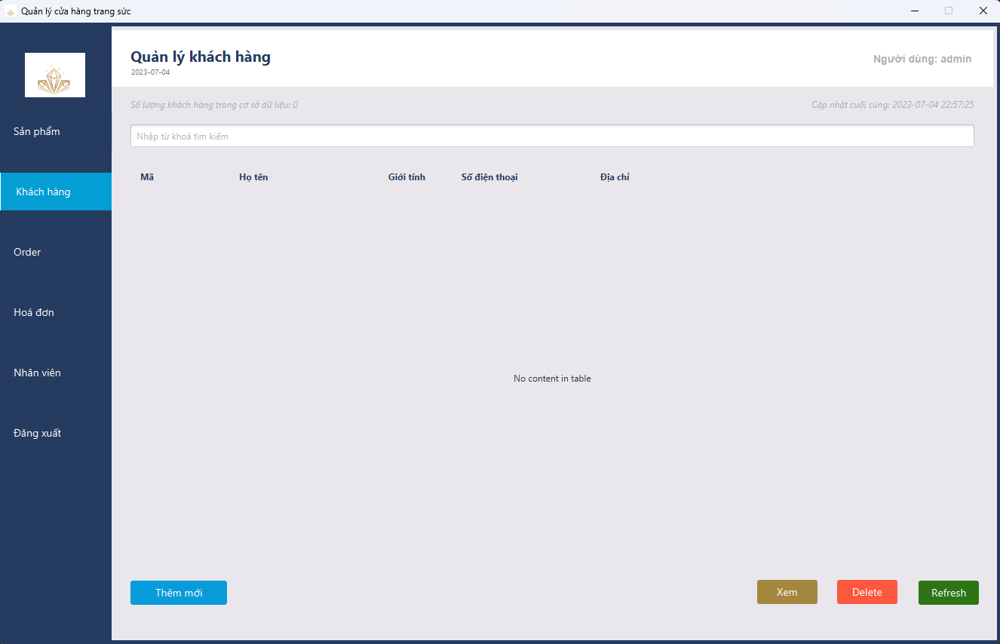 Quản lý cửa hàng trang sức
Quản lý khách hàng
2023-07-04
Người dùng: admin
Số lượng khách hàng trong cơ sở dữ liệu: 0
Cập nhật cuối cùng: 2023-07-04 22:57:25
Nhập từ khoá tìm kiếm
Sản phẩm
Khách hàng
Order
Hoá đơn
Nhân viên
Đăng xuất
Mã Họ tên Giới tính Số điện thoại Địa chỉ
No content in table
Thêm mới
Xem
Delete
Refresh